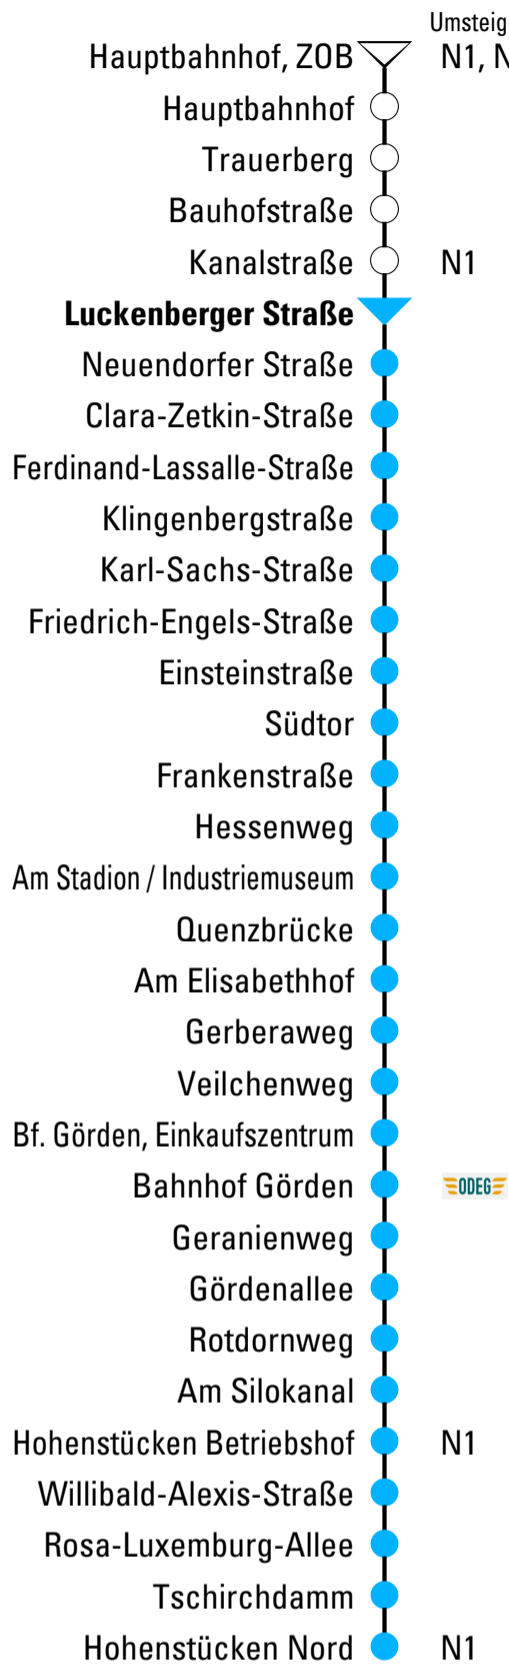 Umsteig
Hauptbahnhof, ZOB N1, N
Hauptbahnhof
Trauerberg
Bauhofstraße
Kanalstraße N1
Luckenberger Straße
Neuendorfer Straße
Clara-Zetkin-Straße
Ferdinand-Lassalle-Straße
Klingenbergstraße
Karl-Sachs-Straße
Friedrich-Engels-Straße
Einsteinstraße
Südtor
Frankenstraße
Hessenweg
Am Stadion / Industriemuseum
Quenzbrücke
Am Elisabethhof
Gerberaweg
Veilchenweg
Bf. Görden, Einkaufszentrum
Bahnhof Görden ODEG
Geranienweg
Gördenallee
Rotdornweg
Am Silokanal
Hohenstücken Betriebshof N1
Willibald-Alexis-Straße
Rosa-Luxemburg-Allee
Tschirchdamm
Hohenstücken Nord N1